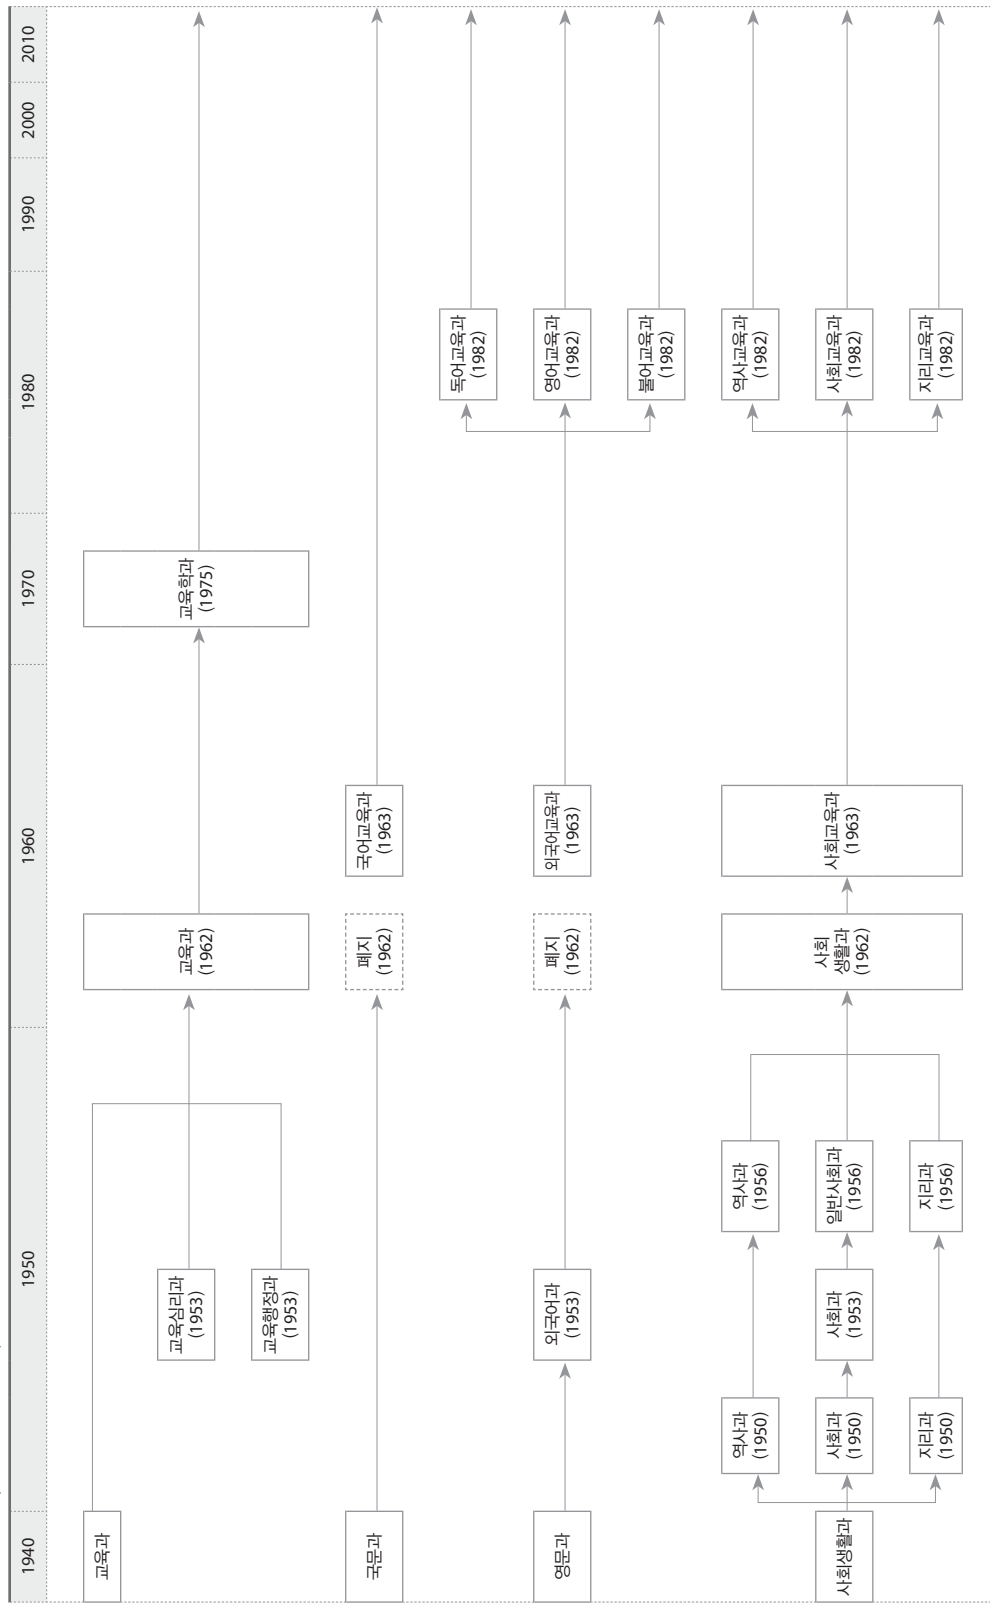 1940
1950
1960
1970
1980
1990
2000
2010
교육과
교육심리과
(1953)
교육행정과
(1953)
교육과
(1962)
교육학과
(1975)
국문과
폐지
(1962)
국어교육과
(1963)
영문과
외국어과
(1953)
폐지
(1962)
외국어교육과
(1963)
독어교육과
(1982)
영어교육과
(1982)
불어교육과
(1982)
사회생활과
역사과
(1950)
사회과
(1950)
지리과
(1950)
사회과
(1953)
역사과
(1956)
일반사회과
(1956)
지리과
(1956)
사회
생활과
(1962)
사회교육과
(1963)
역사교육과
(1982)
사회교육과
(1982)
지리교육과
(1982)